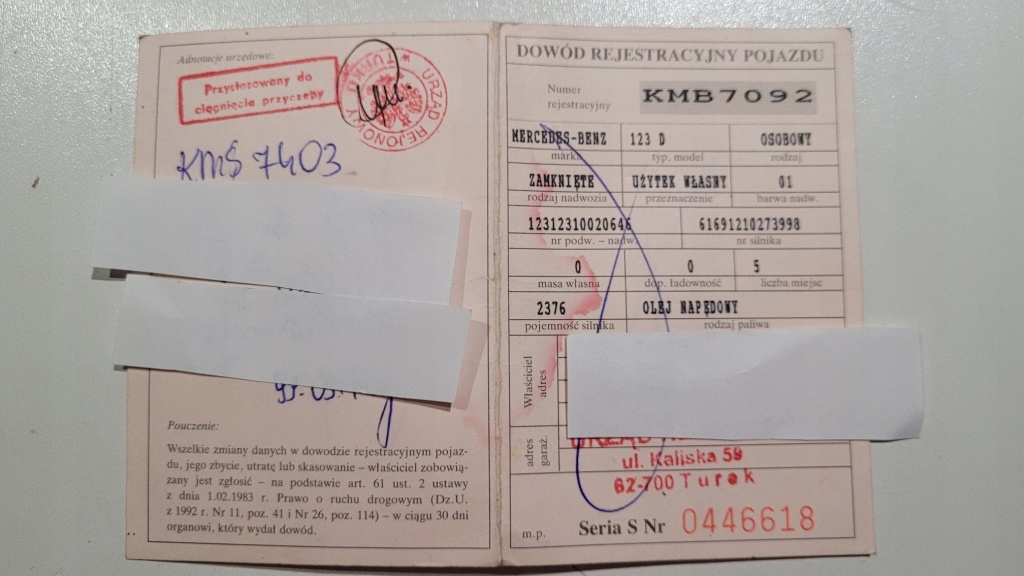 Adnotacje urzędowe:
Przystosowany do
ciągnięcia przyczepy
URZĄD REJONOWY
w TURKU
KMS 7403
Pouczenie:
Wszelkie zmiany danych w dowodzie rejestracyjnym pojaz-
du, jego zbycie, utratę lub skasowanie – właściciel zobowią-
zany jest zgłosić – na podstawie art. 61 ust. 2 ustawy
z dnia 1.02.1983 r. Prawo o ruchu drogowym (Dz.U.
z 1992 r. Nr 11, poz. 41 i Nr 26, poz. 114) – w ciągu 30 dni
organowi, który wydał dowód.
DOWÓD REJESTRACYJNY POJAZDU
Numer
rejestracyjny
KMB7092
MERCEDES-BENZ 123 D OSOBOWY
marka typ, model rodzaj
ZAMKNIĘTE UŻYTEK WŁASNY 01
rodzaj nadwozia przeznaczenie barwa nadw.
12312310020646 61691210273998
nr podw. – nadw. nr silnika
0 0 5
masa własna dop. ładowność liczba miejsc
2376 OLEJ NAPĘDOWY
pojemność silnika rodzaj paliwa
Właściciel
adres
adres
garaż.
URZĄD
ul. Kaliska 59
62-700 Turek
m.p. Seria S Nr 0446618